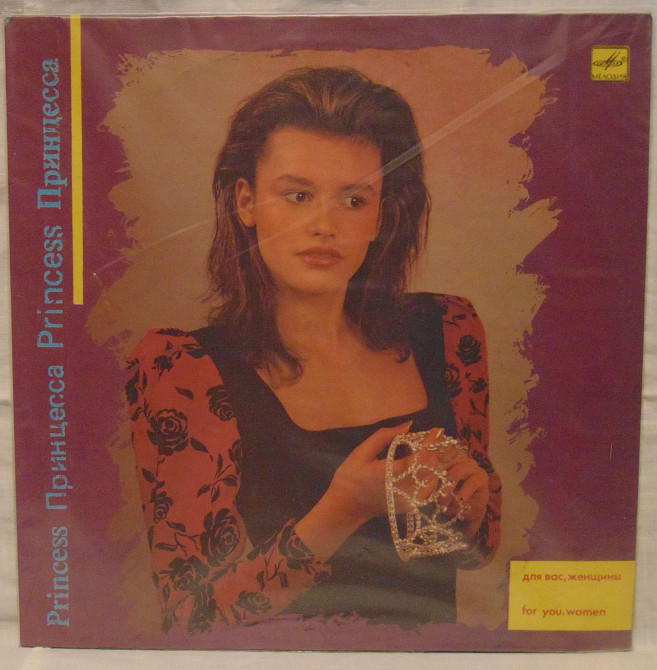 Princess Принцесса Princess Принцесса
МЕЛОДИЯ
для вас, женщины
for you, women